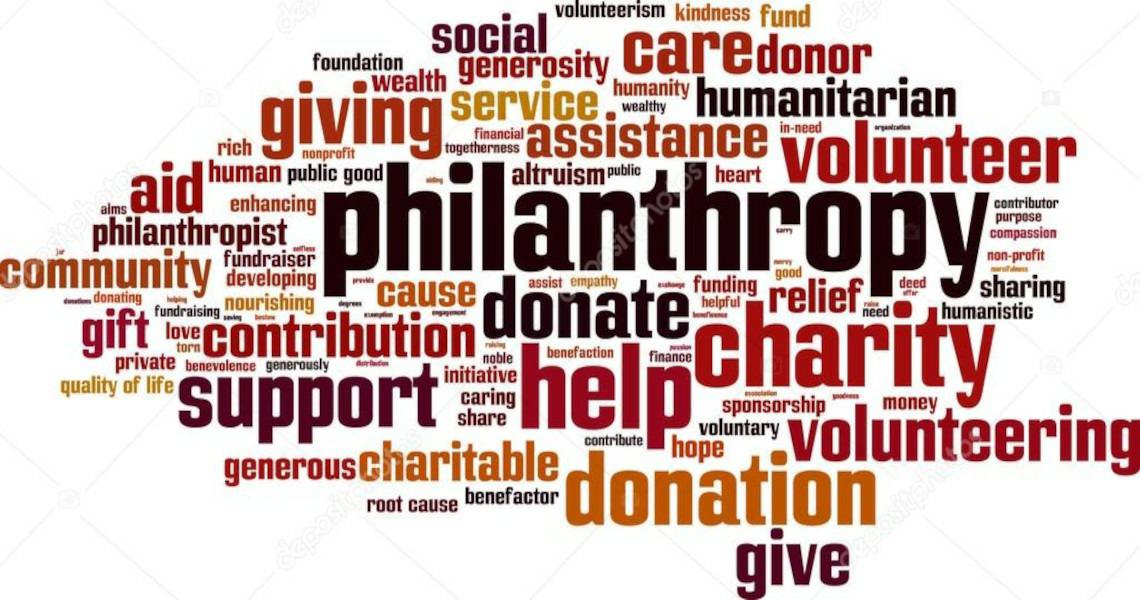 volunteerism kindness fund
social care donor
foundation generosity
wealth humanity
giving service wealthy humanitarian
financial assistance in-need organization
rich nonprofit togetherness volunteer
human public good altruism public heart
aid
alms enhancing philanthropy contributor
purpose
philanthropist compassion
fundraiser non-profit
community developing provide assist empathy exchange funding good deed sharing
donations donating helping nourishing cause donate helpful relief offer
fundraising saving degrees exemption engagement raise need humanistic
gift love contribution charity
torn raising
private benevolence generously distribution noble benefaction passion finance
quality of life support initiative help
caring association goodness
share sponsorship money
contribute voluntary volunteering
generous charitable hope
root cause benefactor donation
give
depositphotos